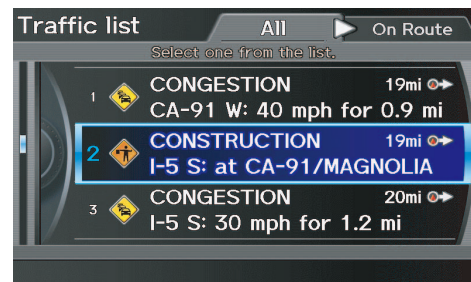 Traffic list
All
On Route
Select one from the list.
1 CONGESTION 19mi
CA-91 W: 40 mph for 0.9 mi
2 CONSTRUCTION 19mi
I-5 S: at CA-91/MAGNOLIA
3 CONGESTION 20mi
I-5 S: 30 mph for 1.2 mi